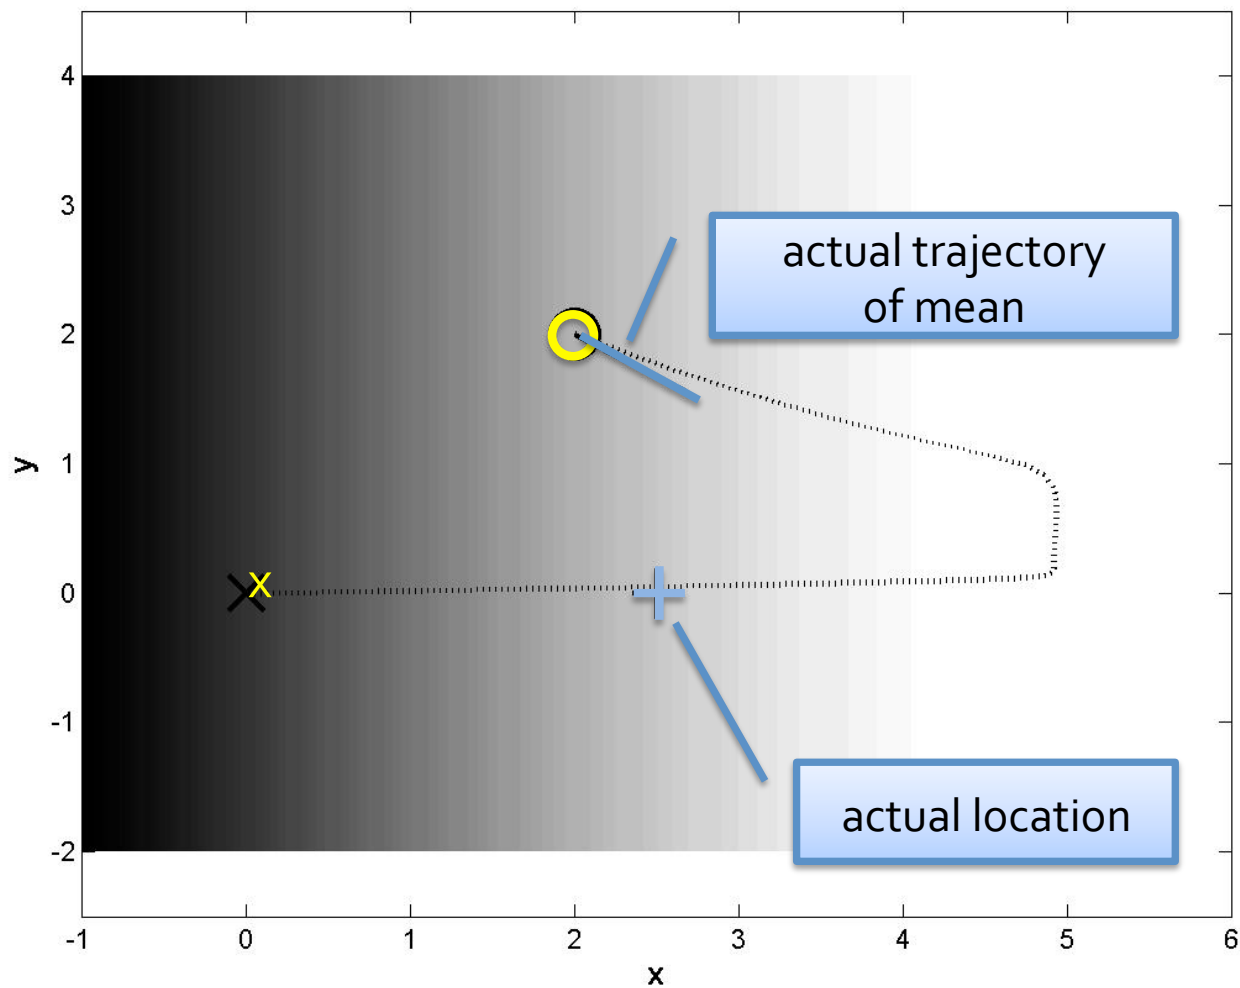 4
3
actual trajectory
of mean
2
1
y
x
0
-1
actual location
-2
-1 0 1 2 3 4 5 6
x